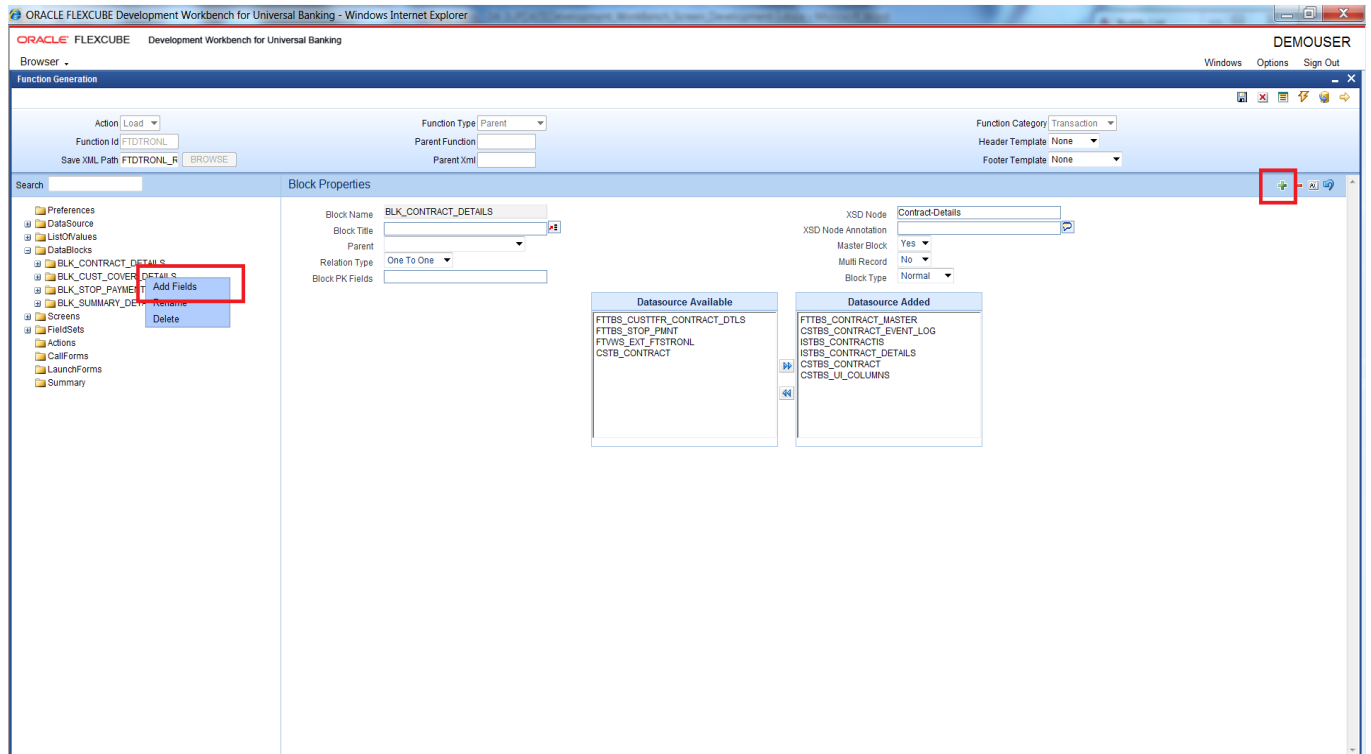 ORACLE FLEXCUBE Development Workbench for Universal Banking - Windows Internet Explorer
ORACLE FLEXCUBE Development Workbench for Universal Banking DEMOUSER
Browser Windows Options Sign Out
Function Generation
Action Load Function Type Parent Function Category Transaction
Function Id FTDTRONL Parent Function Header Template None
Save XML Path FTDTRONL_R BROWSE Parent Xml Footer Template None
Search Block Properties
Preferences
DataSource
ListOfValues
DataBlocks
BLK_CONTRACT_DETAILS
BLK_CUST_COVER_DETAILS
BLK_STOP_PAYMENT
BLK_SUMMARY_DETA
Screens
FieldSets
Actions
CallForms
LaunchForms
Summary
Add Fields
Rename
Delete
Block Name BLK_CONTRACT_DETAILS XSD Node Contract-Details
Block Title XSD Node Annotation
Parent Master Block Yes
Relation Type One To One Multi Record No
Block PK Fields Block Type Normal
Datasource Available Datasource Added
FTTBS_CUSTTFR_CONTRACT_DTLS FTTBS_CONTRACT_MASTER
FTTBS_STOP_PMNT CSTBS_CONTRACT_EVENT_LOG
FTVWS_EXT_FTSTRONL ISTBS_CONTRACTIS
CSTB_CONTRACT ISTBS_CONTRACT_DETAILS
CSTBS_CONTRACT
CSTBS_UI_COLUMNS